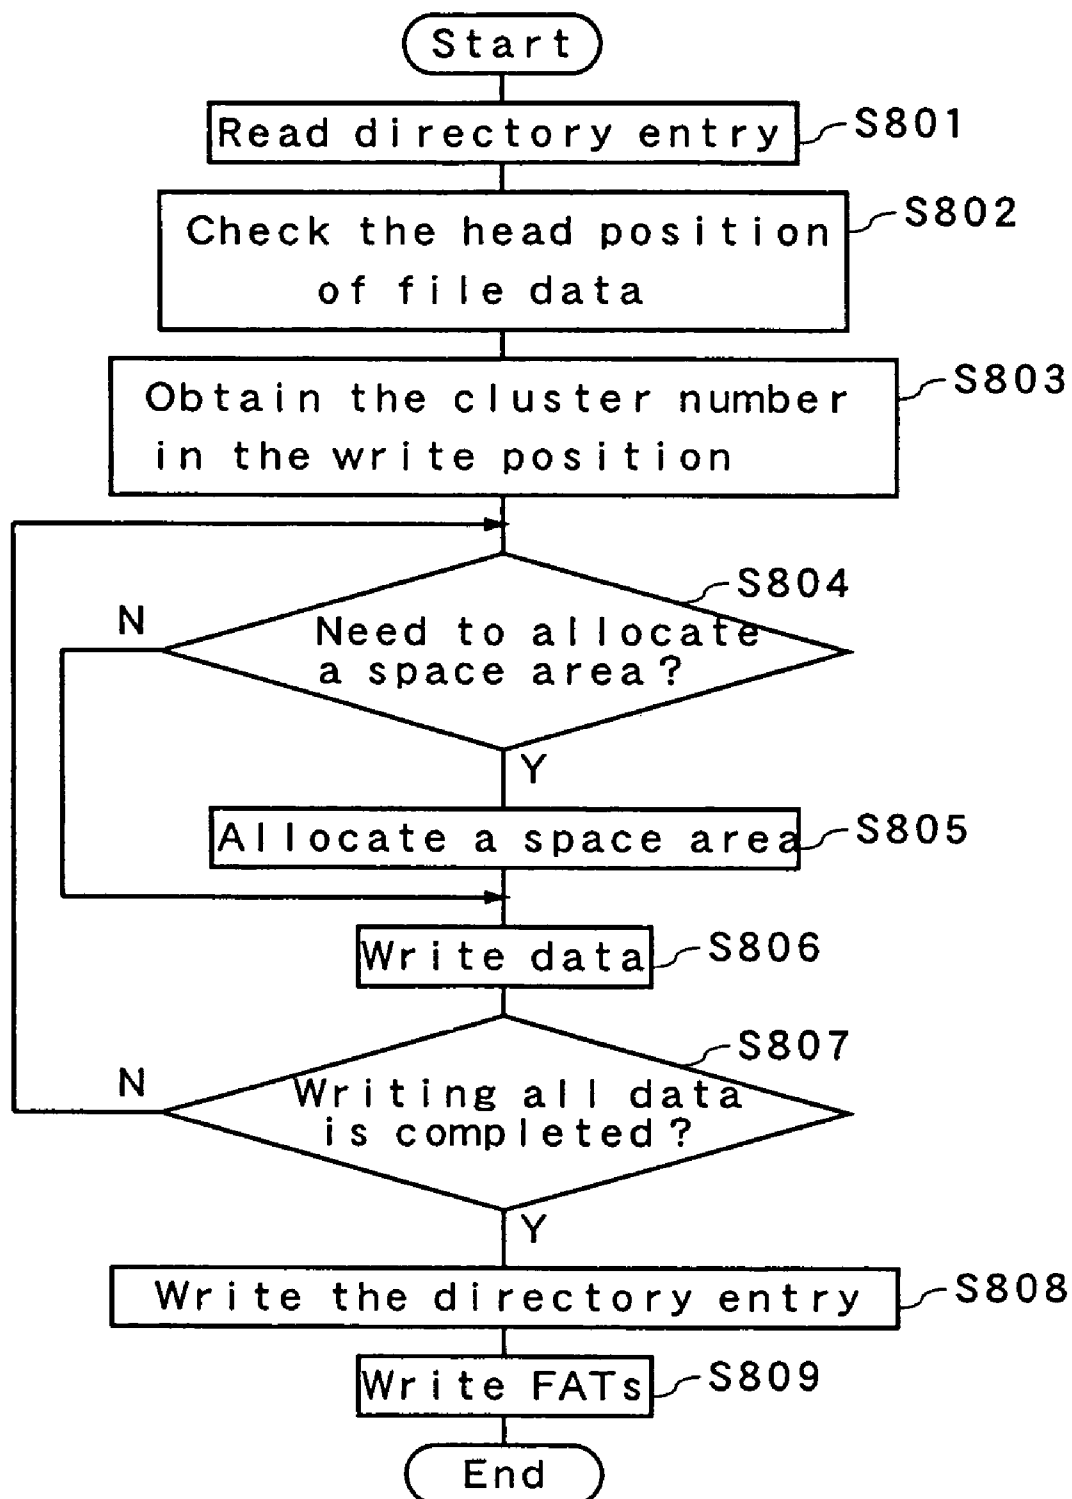 Start
Read directory entry
S801
Check the head position
of file data
S802
Obtain the cluster number
in the write position
S803
S804
N
Need to allocate
a space area?
Y
Allocate a space area
S805
Write data
S806
S807
N
Writing all data
is completed?
Y
Write the directory entry
S808
Write FATs
S809
End